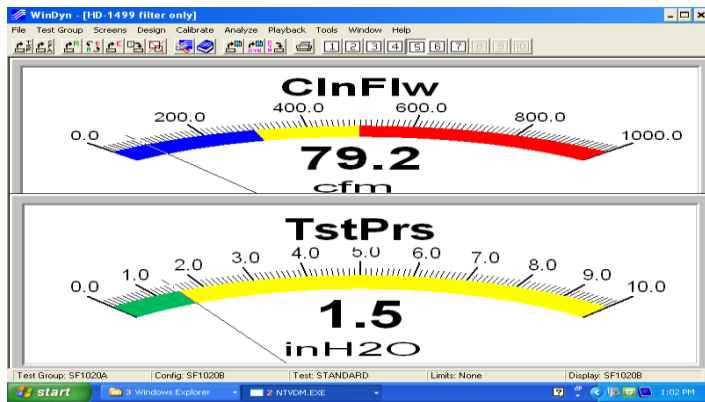 WinDyn - [HD-1499 filter only]
File Test Group Screens Design Calibrate Analyze Playback Tools Window Help
1 2 3 4 5 6 7 8 9 10
ClnFlw
0.0 200.0 400.0 600.0 800.0 1000.0
79.2
cfm
TstPrs
0.0 1.0 2.0 3.0 4.0 5.0 6.0 7.0 8.0 9.0 10.0
1.5
inH2O
Test Group: SF1020A Config: SF1020B Test: STANDARD Limits: None Display: SF1020B
start 3 Windows Explorer 2 NTVDM.EXE 1:02 PM